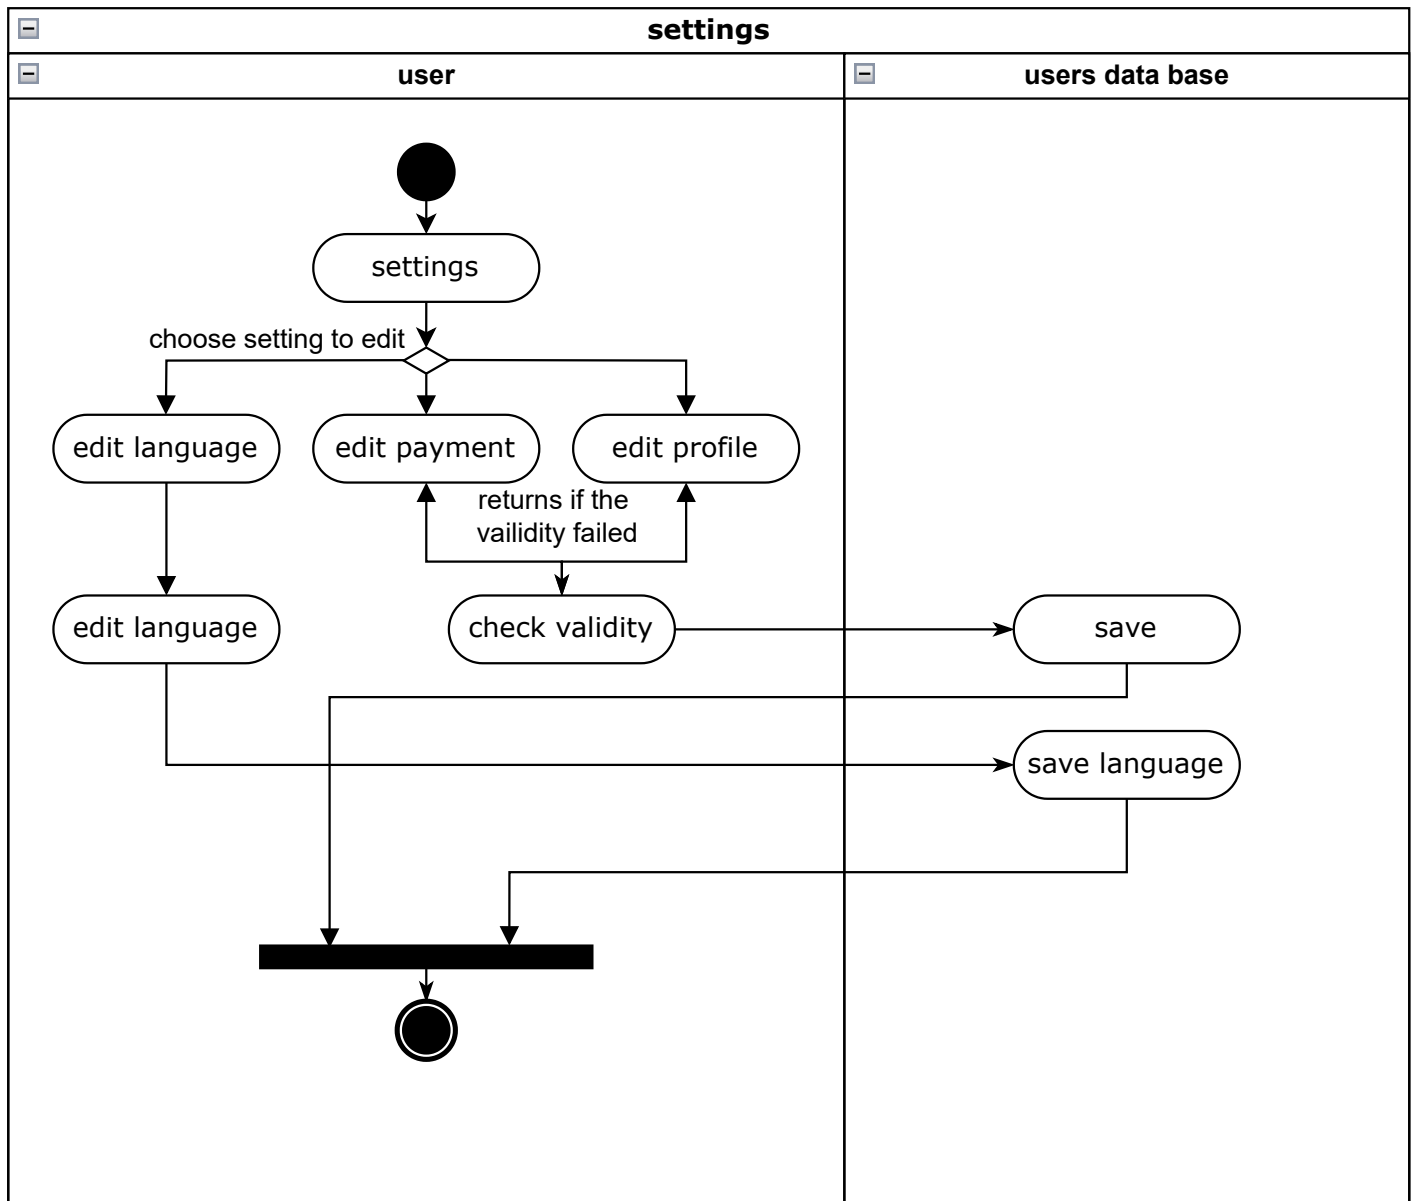 settings
user
users data base
settings
choose setting to edit
edit language
edit payment
edit profile
returns if the
vailidity failed
edit language
check validity
save
save language